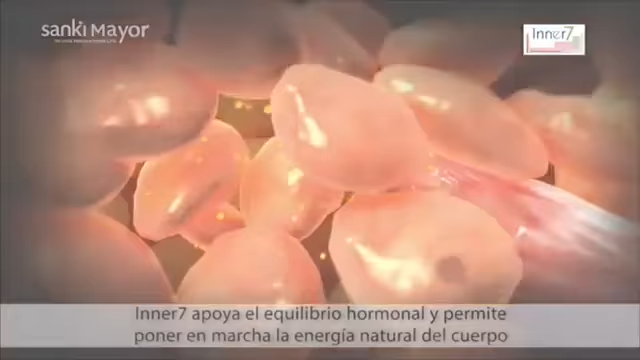 sanki Mayor
Inner7
Inner7 apoya el equilibrio hormonal y permite
poner en marcha la energía natural del cuerpo